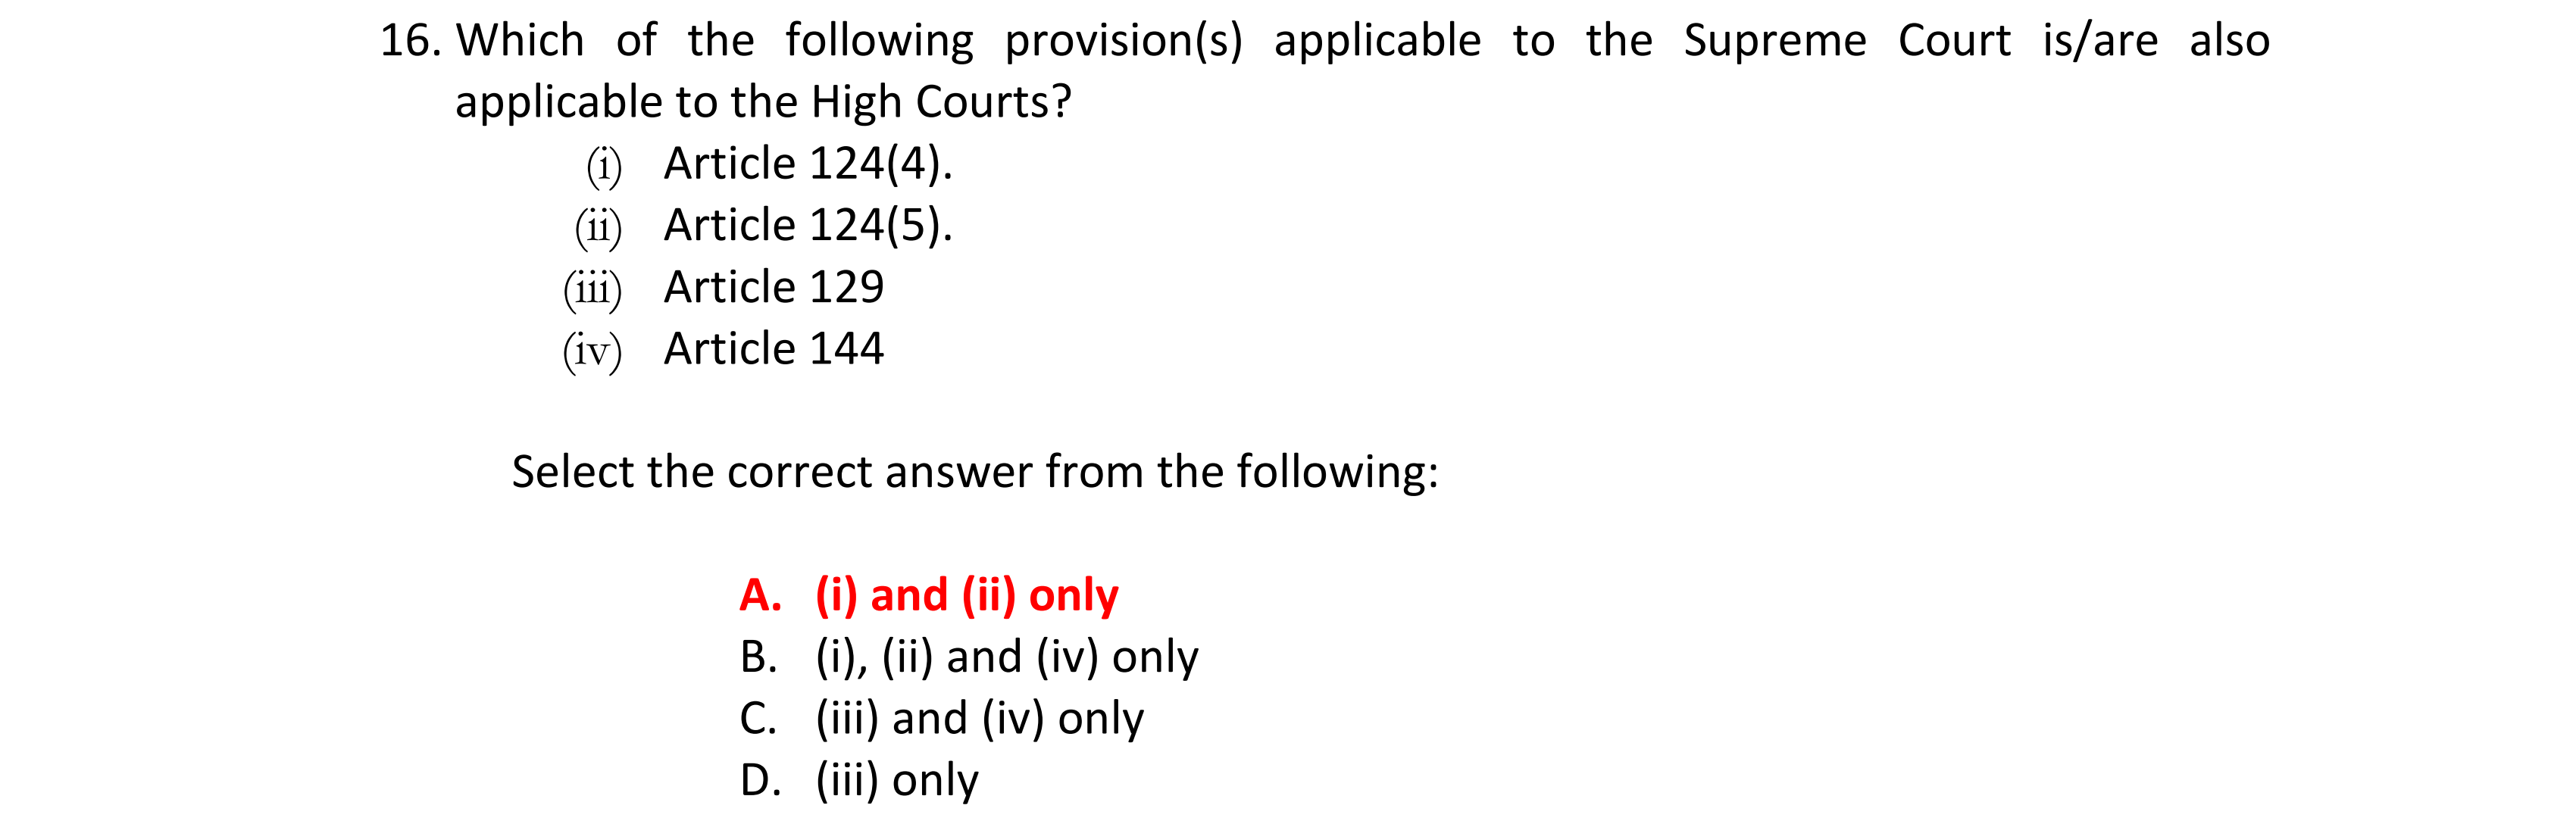 16. Which of the following provision(s) applicable to the Supreme Court is/are also
applicable to the High Courts?
(i) Article 124(4).
(ii) Article 124(5).
(iii) Article 129
(iv) Article 144
Select the correct answer from the following:
A. (i) and (ii) only
B. (i), (ii) and (iv) only
C. (iii) and (iv) only
D. (iii) only